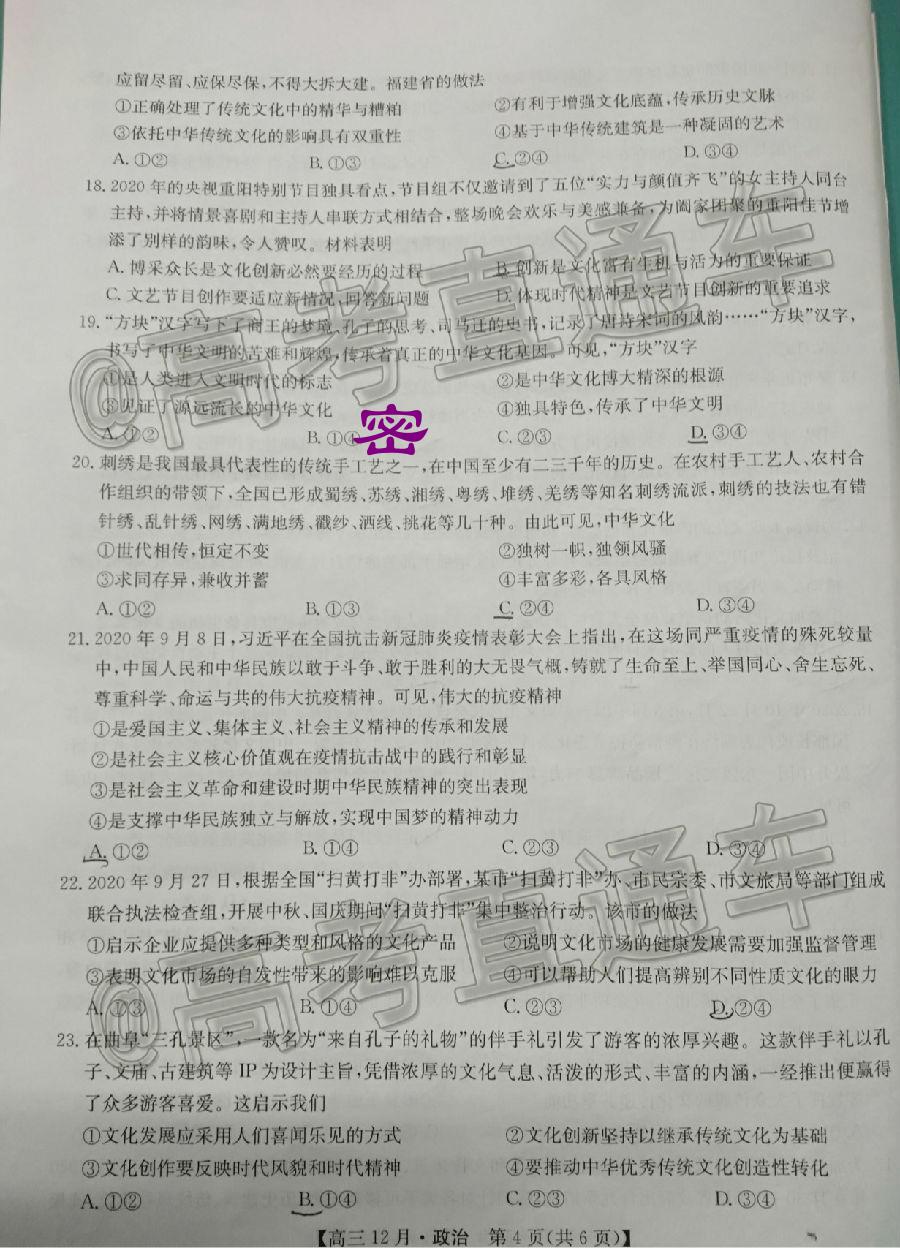 应留尽留、应保尽保,不得大拆大建。福建省的做法
①正确处理了传统文化中的精华与糟粕 ②有利于增强文化底蕴,传承历史文脉
③依托中华传统文化的影响具有双重性 ④基于中华传统建筑是一种凝固的艺术
A. ①② B. ①③ C. ②④ D. ③④
18. 2020 年的央视重阳特别节目独具看点,节目组不仅邀请到了五位“实力与颜值齐飞”的女主持人同台
主持,并将情景喜剧和主持人串联方式相结合,整场晚会欢乐与美感兼备,为阖家团聚的重阳佳节增
添了别样的韵味,令人赞叹。材料表明
A. 博采众长是文化创新必然要经历的过程 B. 创新是文化富有生机与活力的重要保证
C. 文艺节目创作要适应新情况,回答新问题 D. 体现时代精神是文艺节目创新的重要追求
19. “方块”汉字写下了商王的梦境、孔子的思考、司马迁的史书,记录了唐诗宋词的风韵……“方块”汉字,
书写了中华文明的苦难和辉煌,传承着真正的中华文化基因。可见,“方块”汉字
①是人类进入文明时代的标志 ②是中华文化博大精深的根源
③见证了源远流长的中华文化 ④独具特色,传承了中华文明
A. ①② B. ①④ C. ②③ D. ③④
密
20. 刺绣是我国最具代表性的传统手工艺之一,在中国至少有二三千年的历史。在农村手工艺人、农村合
作组织的带领下,全国已形成蜀绣、苏绣、湘绣、粤绣、堆绣、羌绣等知名刺绣流派,刺绣的技法也有错
针绣、乱针绣、网绣、满地绣、戳纱、洒线、挑花等几十种。由此可见,中华文化
①世代相传,恒定不变 ②独树一帜,独领风骚
③求同存异,兼收并蓄 ④丰富多彩,各具风格
A. ①② B. ①③ C. ②④ D. ③④
21. 2020 年 9 月 8 日,习近平在全国抗击新冠肺炎疫情表彰大会上指出,在这场同严重疫情的殊死较量
中,中国人民和中华民族以敢于斗争、敢于胜利的大无畏气概,铸就了生命至上、举国同心、舍生忘死、
尊重科学、命运与共的伟大抗疫精神。可见,伟大的抗疫精神
①是爱国主义、集体主义、社会主义精神的传承和发展
②是社会主义核心价值观在疫情抗击战中的践行和彰显
③是社会主义革命和建设时期中华民族精神的突出表现
④是支撑中华民族独立与解放,实现中国梦的精神动力
A. ①② B. ①④ C. ②③ D. ③④
22. 2020 年 9 月 27 日,根据全国“扫黄打非”办部署,某市“扫黄打非”办、市民宗委、市文旅局等部门组成
联合执法检查组,开展中秋、国庆期间“扫黄打非”集中整治行动。该市的做法
①启示企业应提供多种类型和风格的文化产品 ②说明文化市场的健康发展需要加强监督管理
③表明文化市场的自发性带来的影响难以克服 ④可以帮助人们提高辨别不同性质文化的眼力
A. ①③ B. ①④ C. ②③ D. ②④
23. 在曲阜“三孔景区”,一款名为“来自孔子的礼物”的伴手礼引发了游客的浓厚兴趣。这款伴手礼以孔
子、文庙、古建筑等 IP 为设计主旨,凭借浓厚的文化气息、活泼的形式、丰富的内涵,一经推出便赢得
了众多游客喜爱。这启示我们
①文化发展应采用人们喜闻乐见的方式 ②文化创新坚持以继承传统文化为基础
③文化创作要反映时代风貌和时代精神 ④要推动中华优秀传统文化创造性转化
A. ①② B. ①④ C. ②③ D. ③④
【高三 12 月·政治 第 4 页(共 6 页)】
@高考直通车
@高考直通车